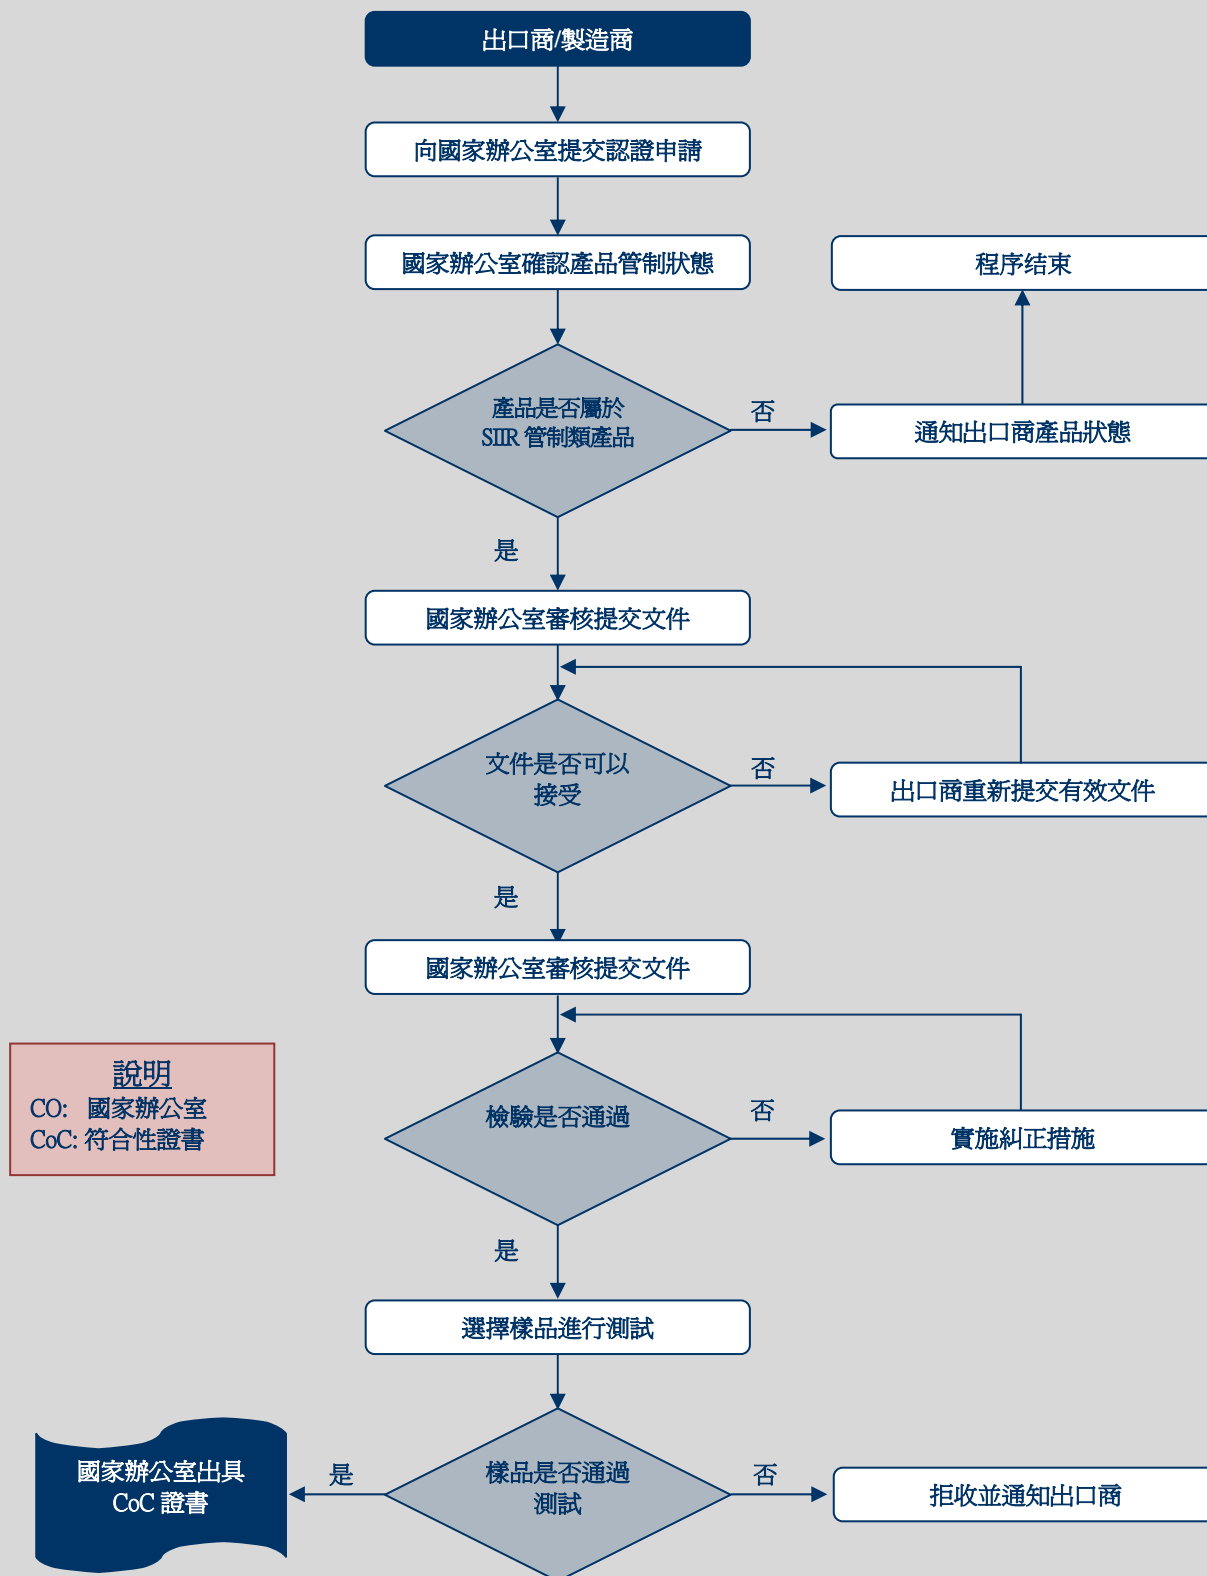 出口商/製造商
向國家辦公室提交認證申請
國家辦公室確認產品管制狀態
程序结束
產品是否屬於
SIIR 管制類產品
否
通知出口商產品狀態
是
國家辦公室審核提交文件
文件是否可以
接受
否
出口商重新提交有效文件
是
國家辦公室審核提交文件
說明
CO: 國家辦公室
CoC: 符合性證書
檢驗是否通過
否
實施糾正措施
是
選擇樣品進行測試
國家辦公室出具
CoC 證書
是
樣品是否通過
測試
否
拒收並通知出口商